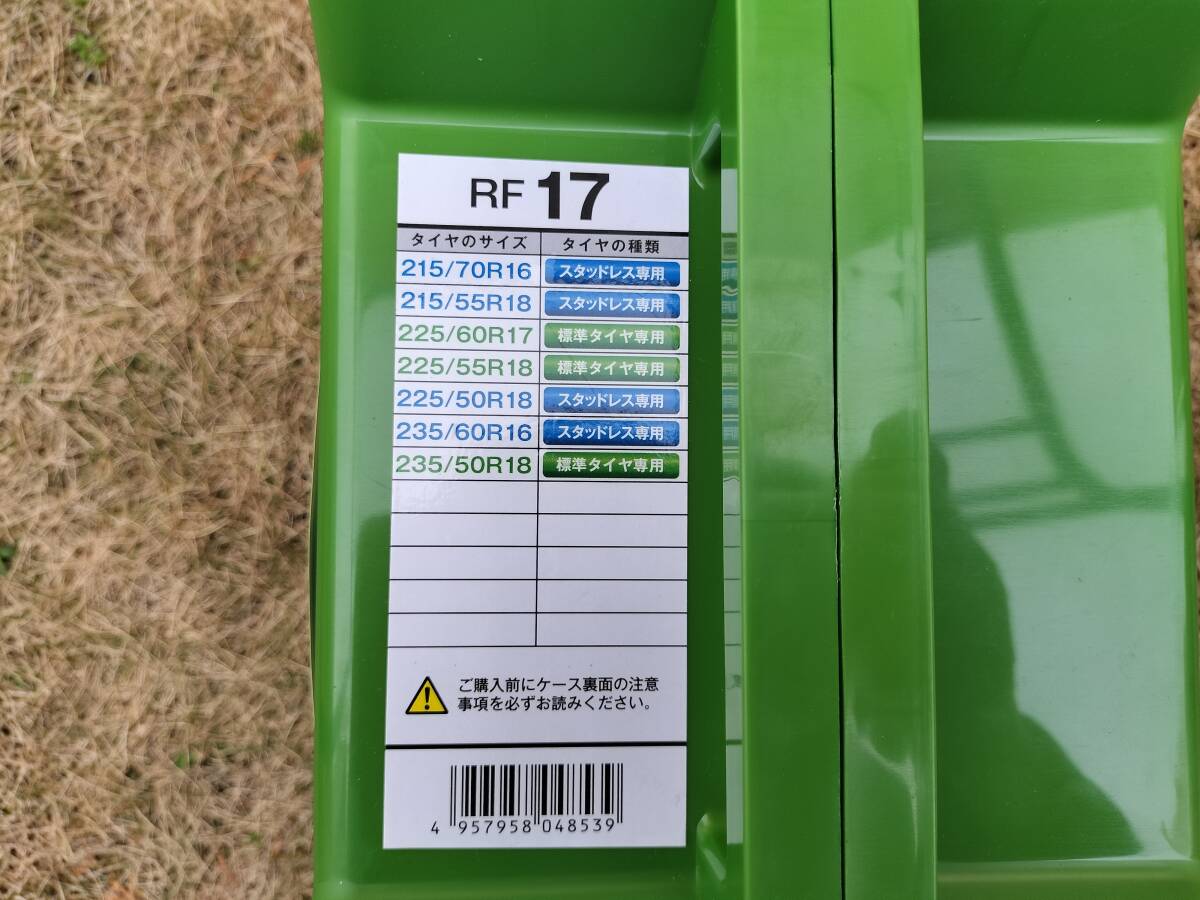 RF 17
タイヤのサイズ タイヤの種類
215/70R16 スタッドレス専用
215/55R18 スタッドレス専用
225/60R17 標準タイヤ専用
225/55R18 標準タイヤ専用
225/50R18 スタッドレス専用
235/60R16 スタッドレス専用
235/50R18 標準タイヤ専用
ご購入前にケース裏面の注意
事項を必ずお読みください。
4 957958 048539